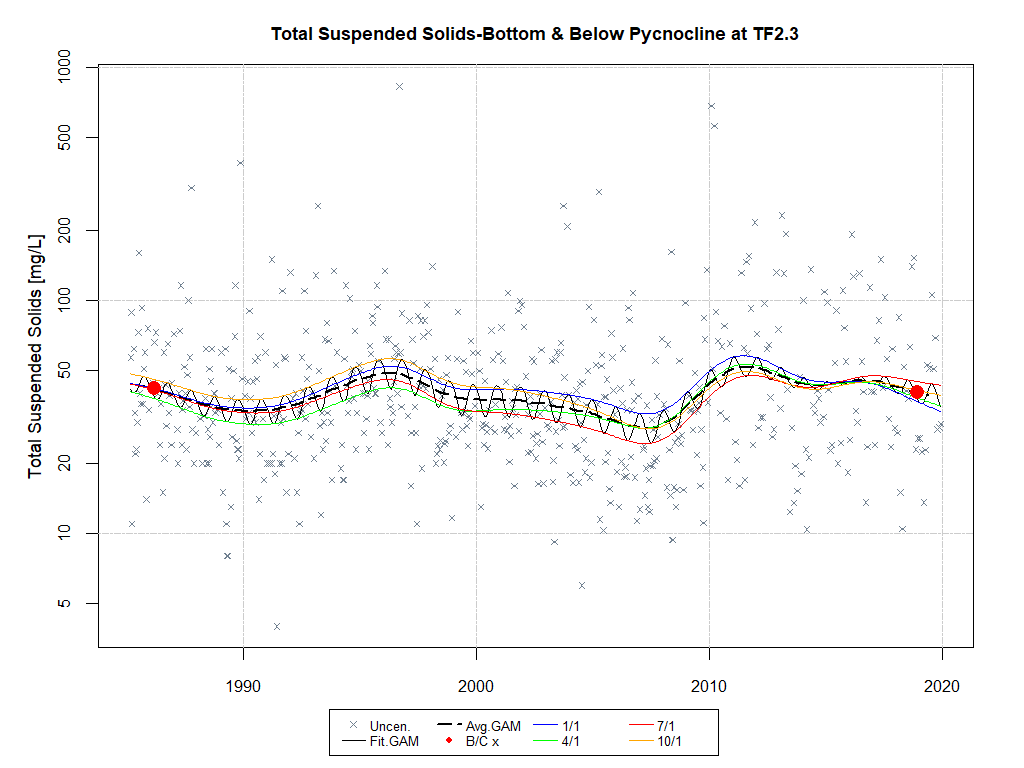 Total Suspended Solids-Bottom & Below Pycnocline at TF2.3
Total Suspended Solids [mg/L]
1000
500
200
100
50
20
10
5
1990 2000 2010 2020
Uncen. Avg.GAM 1/1 7/1
Fit.GAM B/C x 4/1 10/1